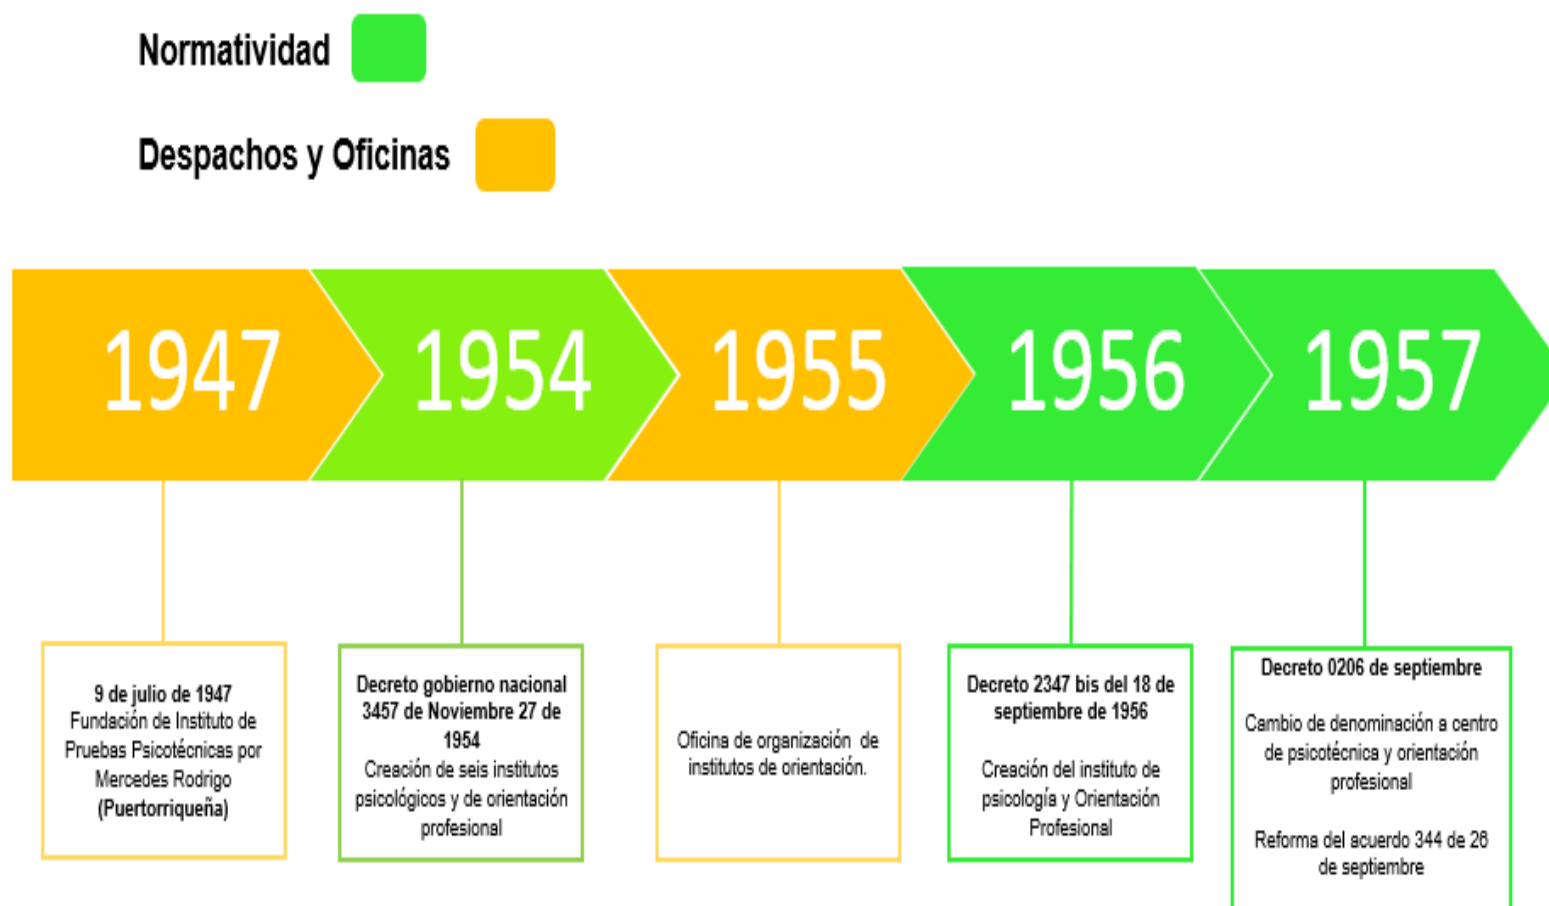 Normatividad
Despachos y Oficinas
1947
1954
1955
1956
1957
9 de julio de 1947
Fundación de Instituto de
Pruebas Psicotécnicas por
Mercedes Rodrigo
(Puertorriqueña)
Decreto gobierno nacional
3457 de Noviembre 27 de
1954
Creación de seis institutos
psicológicos y de orientación
profesional
Oficina de organización de
institutos de orientación.
Decreto 2347 bis del 18 de
septiembre de 1956
Creación del instituto de
psicología y Orientación
Profesional
Decreto 0206 de septiembre
Cambio de denominación a centro
de psicotécnica y orientación
profesional
Reforma del acuerdo 344 de 26
de septiembre